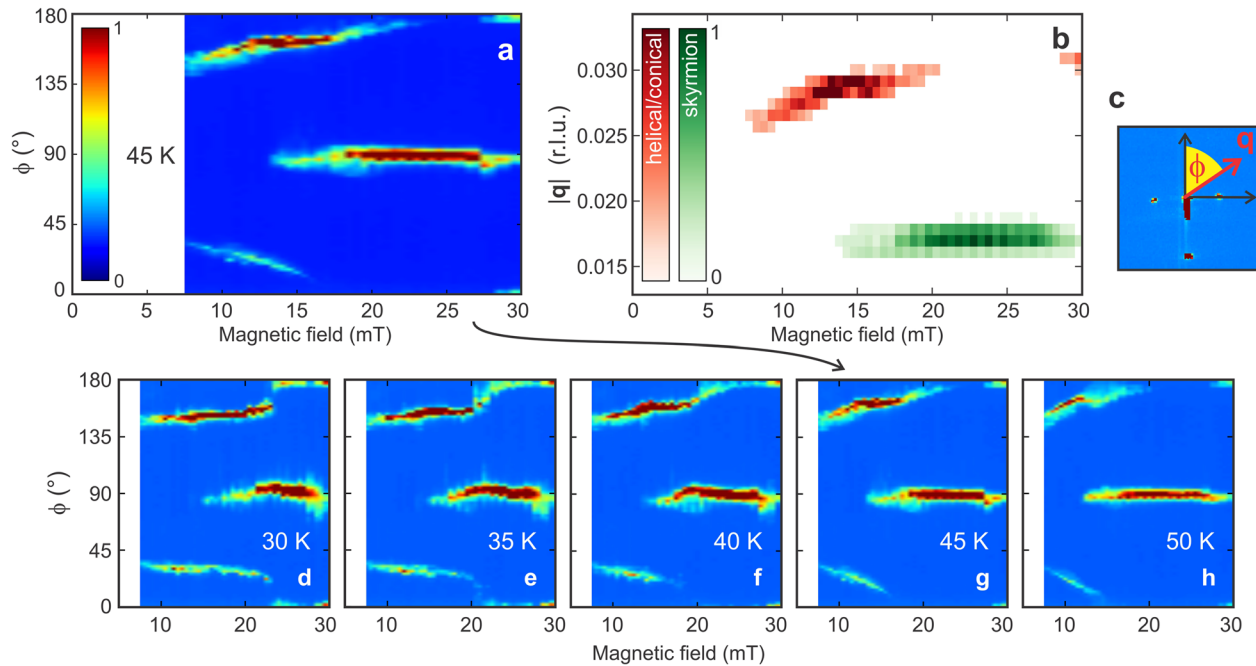 180
135
90
45
0
ϕ (°)
1
0
45 K
a
0 5 10 15 20 25 30
Magnetic field (mT)
0.030
0.025
0.020
0.015
|q| (r.l.u.)
helical/conical
skyrmion
1
0
b
0 5 10 15 20 25 30
Magnetic field (mT)
c
ϕ
q
180
135
90
45
0
ϕ (°)
30 K
d
35 K
e
40 K
f
45 K
g
50 K
h
10 20 30
10 20 30
10 20 30
10 20 30
10 20 30
Magnetic field (mT)